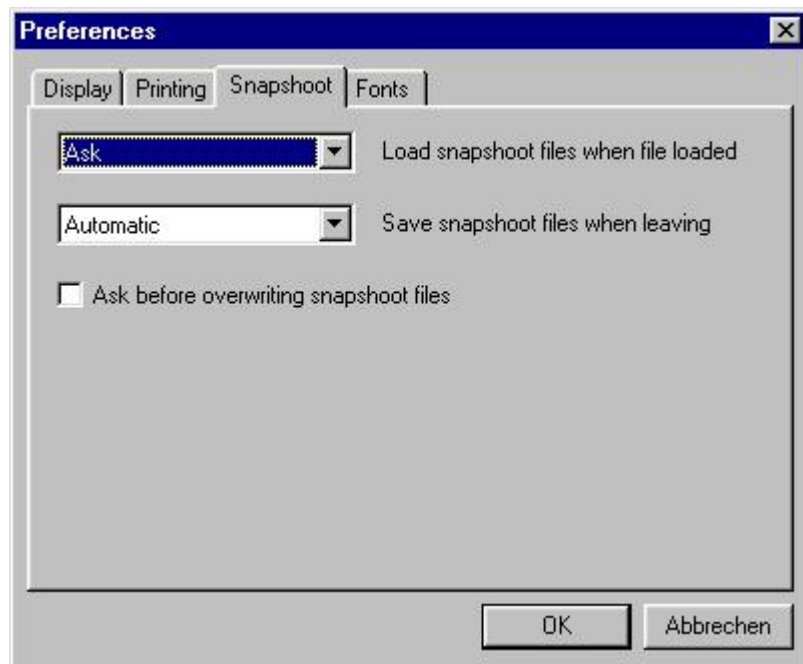 Preferences
Display Printing Snapshoot Fonts
Ask Load snapshoot files when file loaded
Automatic Save snapshoot files when leaving
Ask before overwriting snapshoot files
OK Abbrechen